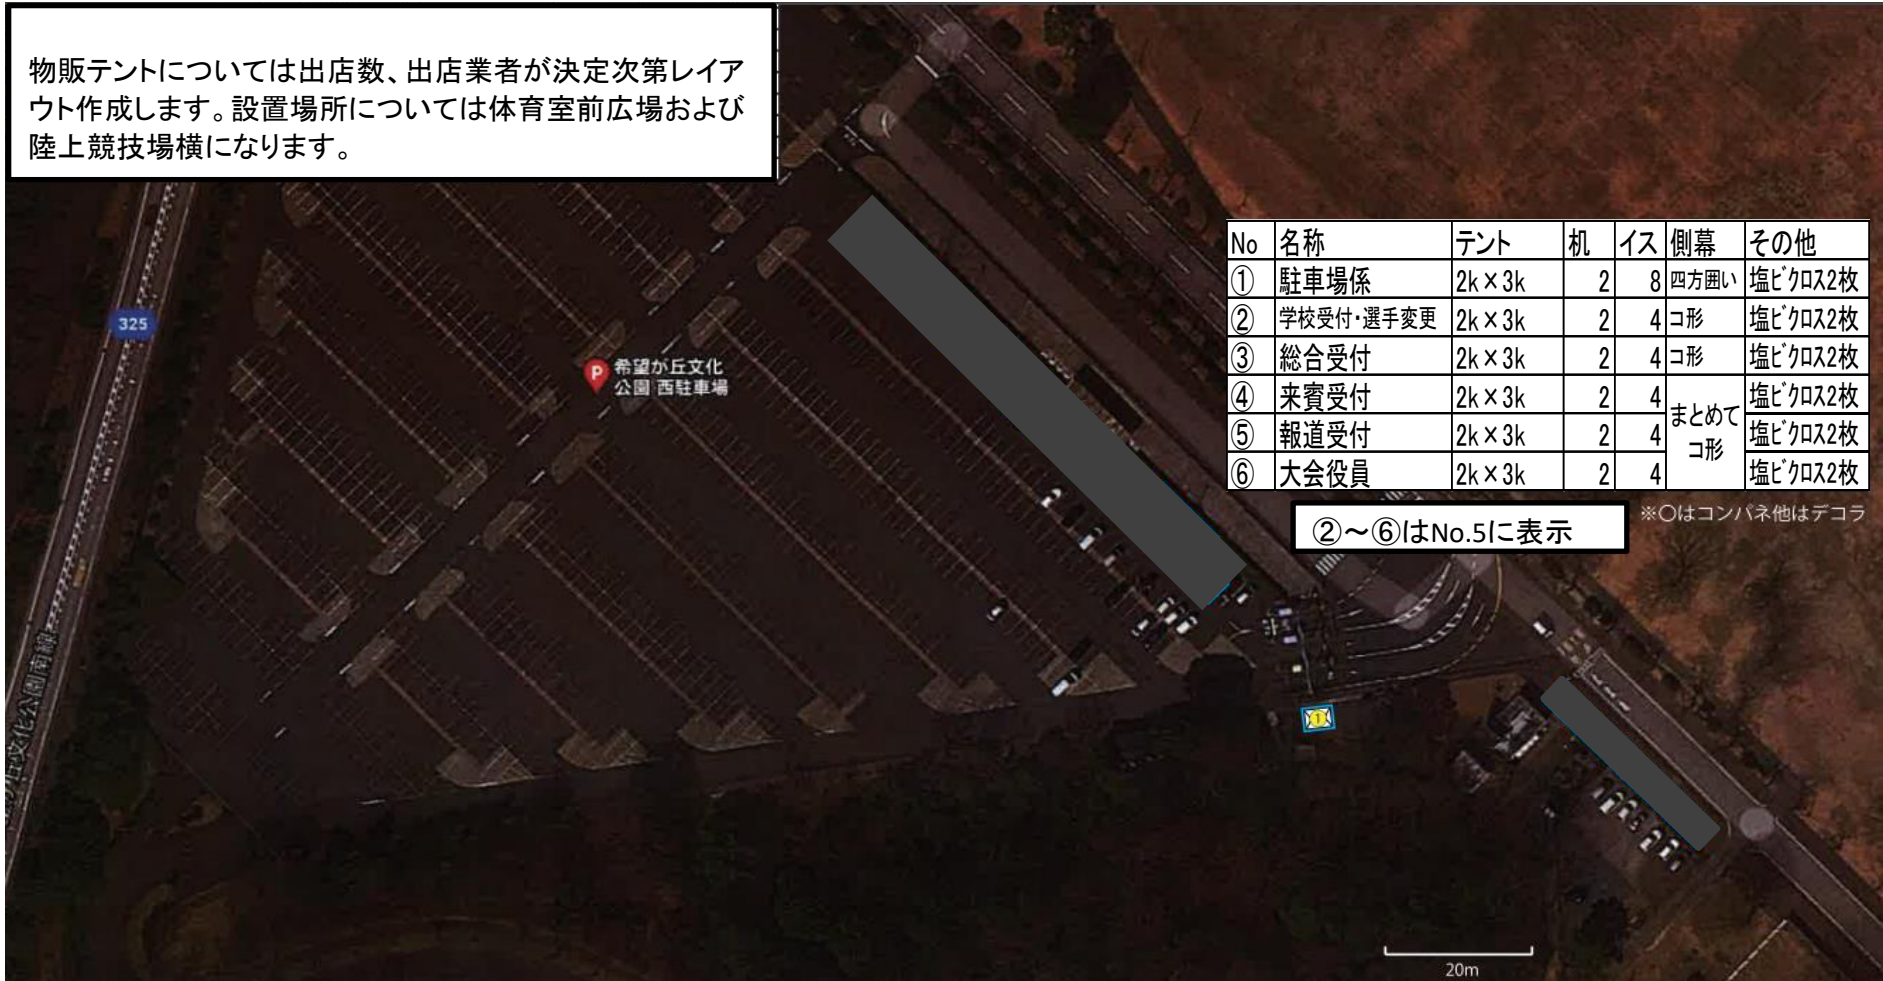 物販テントについては出店数、出店業者が決定次第レイア
ウト作成します。設置場所については体育室前広場および
陸上競技場横になります。
No 名称 テント 机 イス 側幕 その他
① 駐車場係 2k×3k 2 8 四方囲い 塩ビクロス2枚
② 学校受付・選手変更 2k×3k 2 4 コ形 塩ビクロス2枚
③ 総合受付 2k×3k 2 4 コ形 塩ビクロス2枚
④ 来賓受付 2k×3k 2 4 まとめて 塩ビクロス2枚
⑤ 報道受付 2k×3k 2 4 コ形 塩ビクロス2枚
⑥ 大会役員 2k×3k 2 4 塩ビクロス2枚
※〇はコンパネ他はデコラ
②～⑥はNo.5に表示
325
P 希望が丘文化
公園 西駐車場
が丘文化公園南線
①
20m